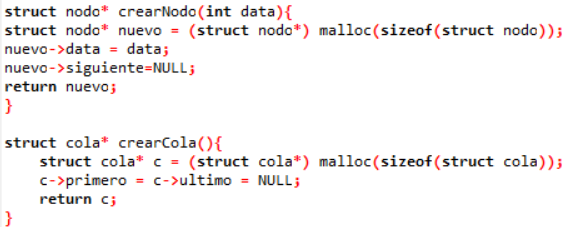 struct nodo* crearNodo(int data){
struct nodo* nuevo = (struct nodo*) malloc(sizeof(struct nodo));
nuevo->data = data;
nuevo->siguiente=NULL;
return nuevo;
}

struct cola* crearCola(){
    struct cola* c = (struct cola*) malloc(sizeof(struct cola));
    c->primero = c->ultimo = NULL;
    return c;
}